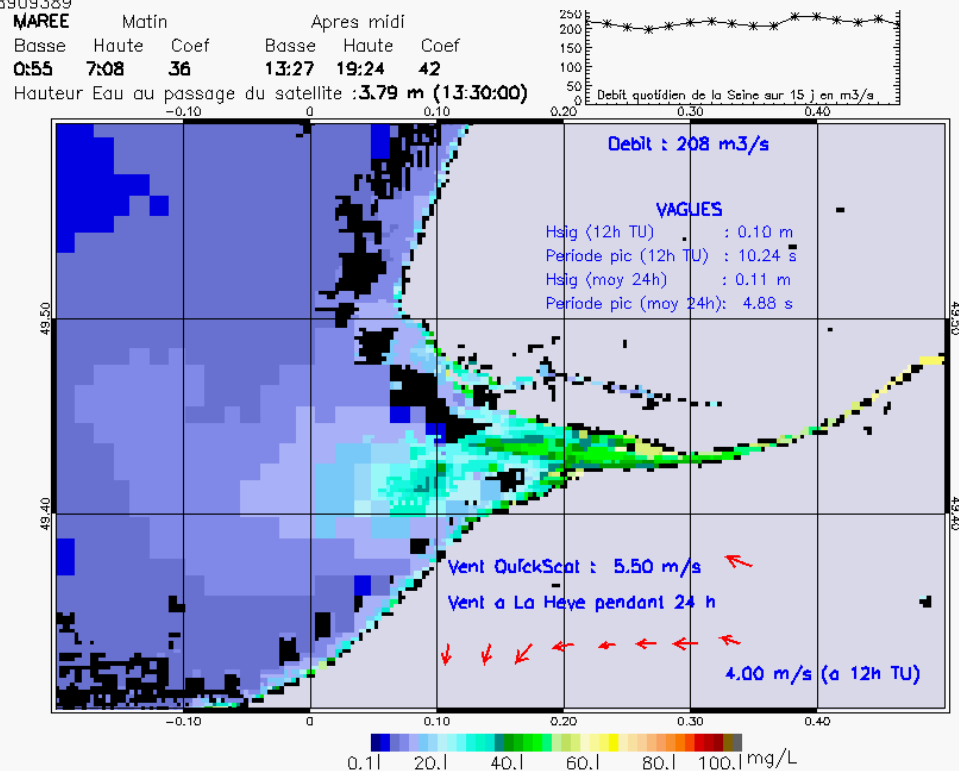 8909389
MAREE Matin Apres midi
Basse Haute Coef Basse Haute Coef
0:55 7:08 36 13:27 19:24 42
Hauteur Eau au passage du satellite :3.79 m (13:30:00)
250
200
150
100
50
0
Debit quotidien de la Seine sur 15 j en m3/s
-0.10 0 0.10 0.20 0.30 0.40
Debit : 208 m3/s
VAGUES
Hsig (12h TU) : 0.10 m
Periode pic (12h TU) : 10.24 s
Hsig (moy 24h) : 0.11 m
Periode pic (moy 24h): 4.88 s
49.50 49.50
49.40 49.40
Vent QuickScat : 5.50 m/s
Vent a La Heve pendant 24 h
4.00 m/s (a 12h TU)
-0.10 0 0.10 0.20 0.30 0.40
0.1 20. 40. 60. 80. 100. mg/L